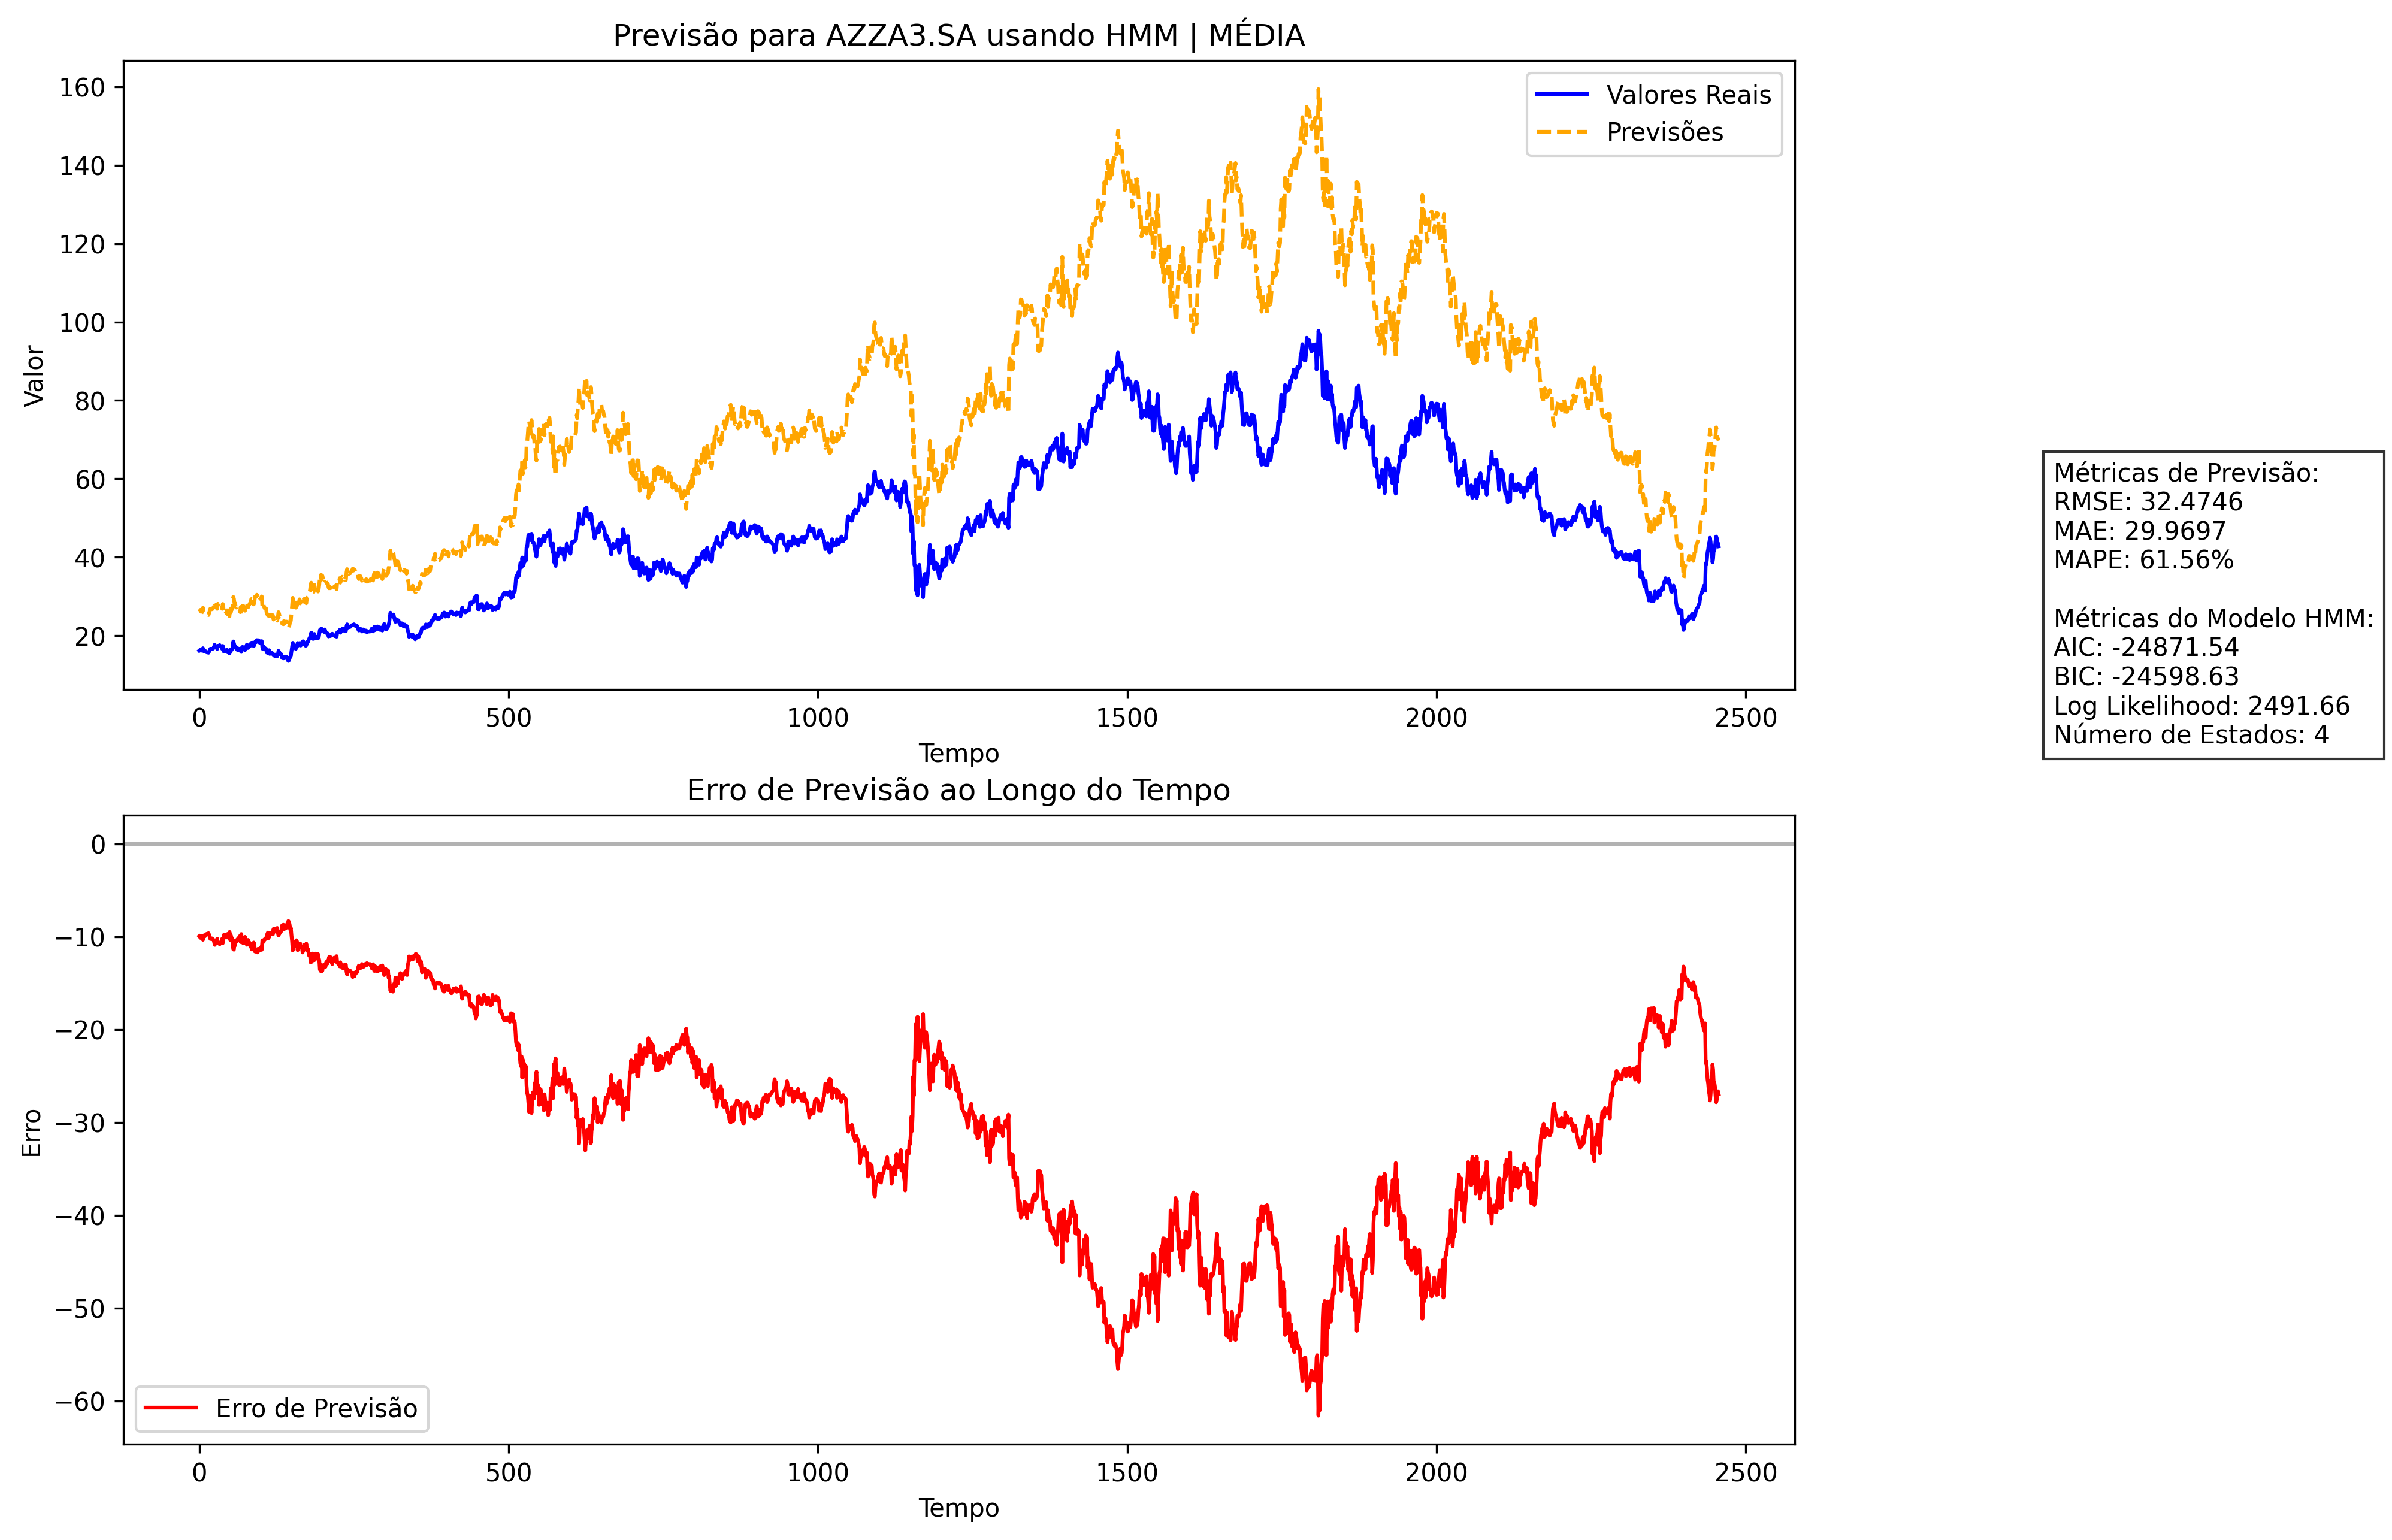 Previsão para AZZA3.SA usando HMM | MÉDIA
Valor
160
140
120
100
80
60
40
20
Valores Reais
Previsões
0 500 1000 1500 2000 2500
Tempo
Métricas de Previsão:
RMSE: 32.4746
MAE: 29.9697
MAPE: 61.56%
Métricas do Modelo HMM:
AIC: -24871.54
BIC: -24598.63
Log Likelihood: 2491.66
Número de Estados: 4
Erro de Previsão ao Longo do Tempo
Erro
0
−10
−20
−30
−40
−50
−60
Erro de Previsão
0 500 1000 1500 2000 2500
Tempo